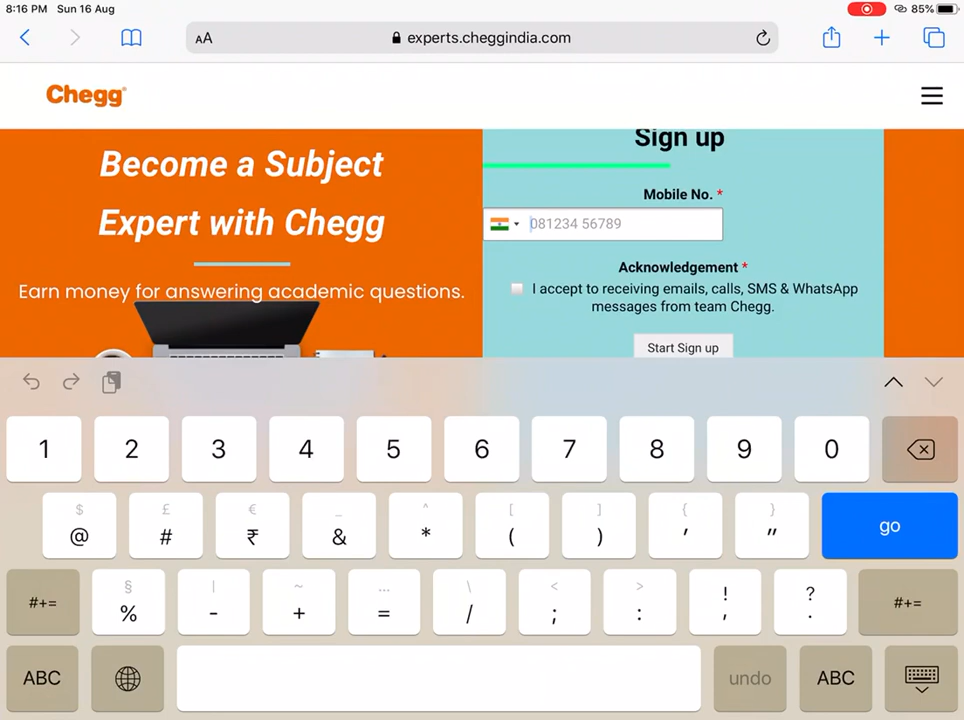 8:16 PM Sun 16 Aug
85%
AA
experts.cheggindia.com
Chegg®
Become a Subject
Expert with Chegg
Earn money for answering academic questions.
Sign up
Mobile No. *
081234 56789
Acknowledgement *
I accept to receiving emails, calls, SMS & WhatsApp
messages from team Chegg.
Start Sign up
1 2 3 4 5 6 7 8 9 0
$ £ € _ ^ [ ] { }
@ # ₹ & * ( ) ' " go
§ | ~ … \ < > ! ?
#+= % - + = / ; : , . #+=
ABC undo ABC